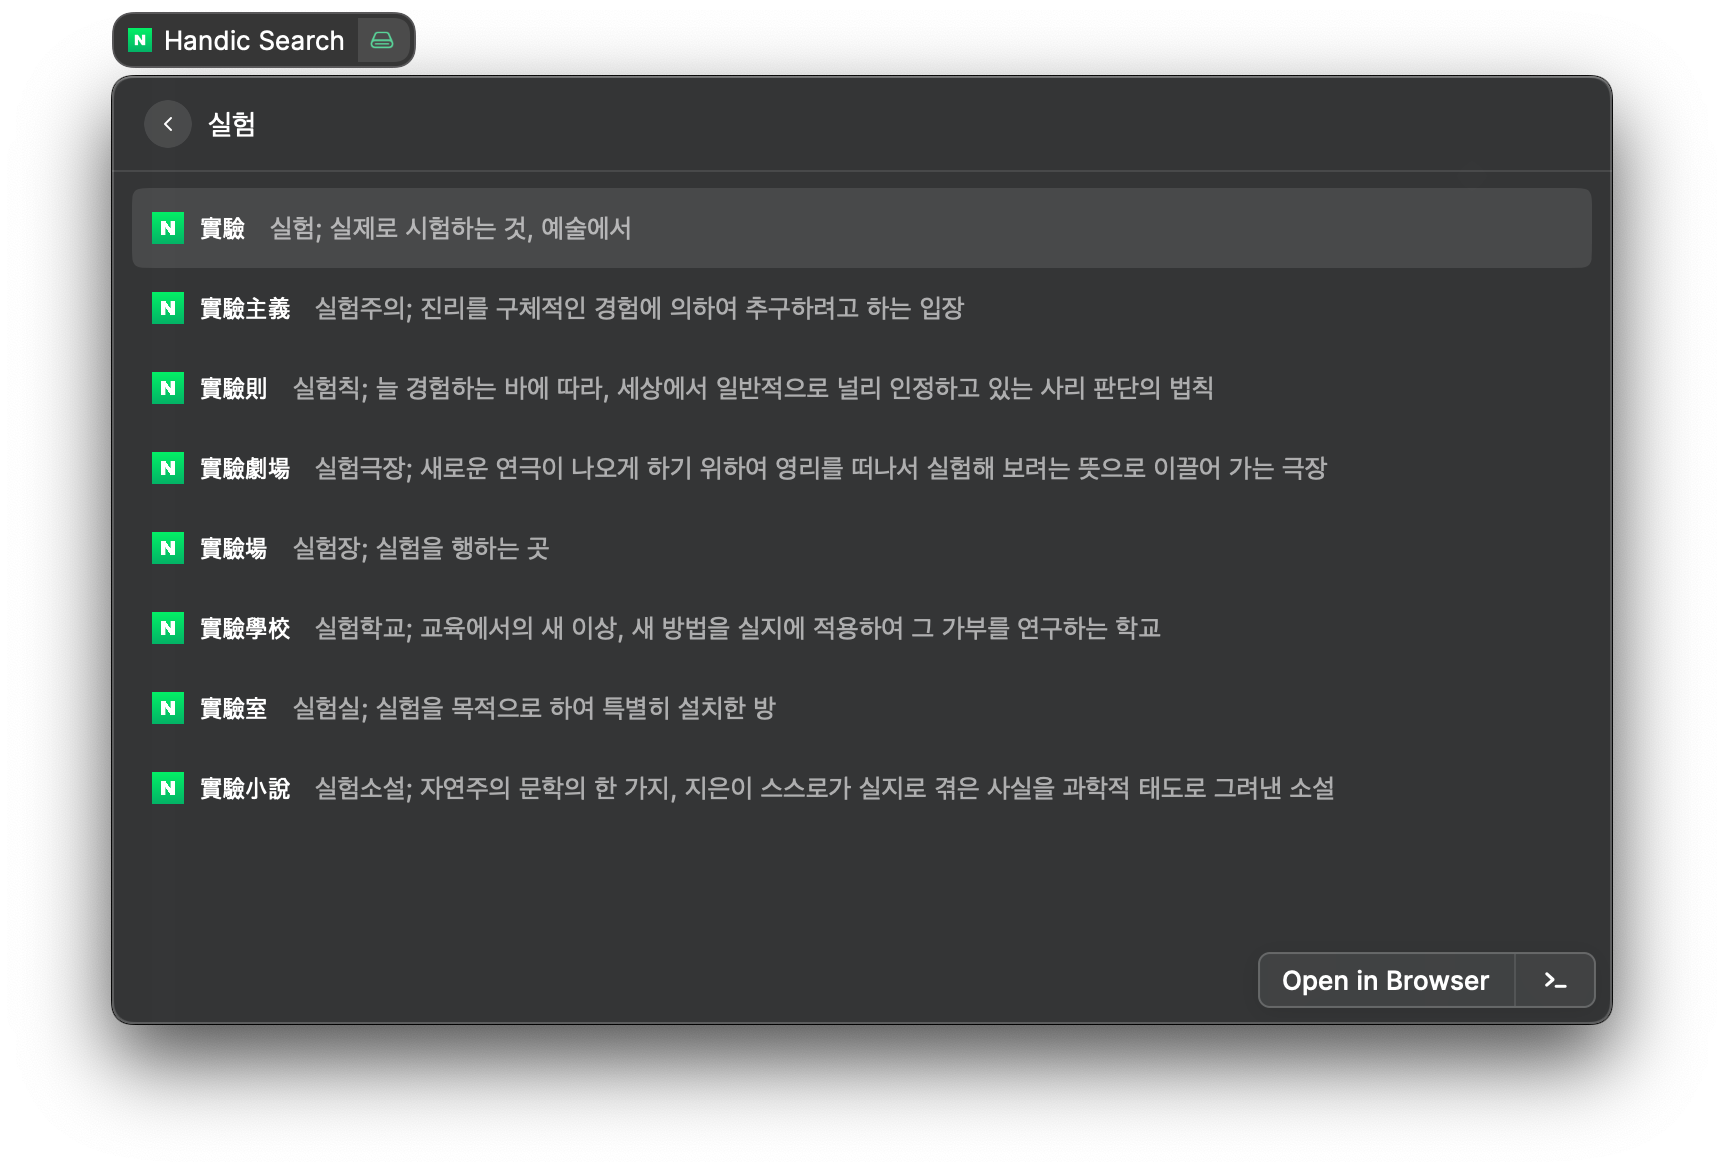 Handic Search
실험
實驗 실험; 실제로 시험하는 것, 예술에서
實驗主義 실험주의; 진리를 구체적인 경험에 의하여 추구하려고 하는 입장
實驗則 실험칙; 늘 경험하는 바에 따라, 세상에서 일반적으로 널리 인정하고 있는 사리 판단의 법칙
實驗劇場 실험극장; 새로운 연극이 나오게 하기 위하여 영리를 떠나서 실험해 보려는 뜻으로 이끌어 가는 극장
實驗場 실험장; 실험을 행하는 곳
實驗學校 실험학교; 교육에서의 새 이상, 새 방법을 실지에 적용하여 그 가부를 연구하는 학교
實驗室 실험실; 실험을 목적으로 하여 특별히 설치한 방
實驗小說 실험소설; 자연주의 문학의 한 가지, 지은이 스스로가 실지로 겪은 사실을 과학적 태도로 그려낸 소설
Open in Browser